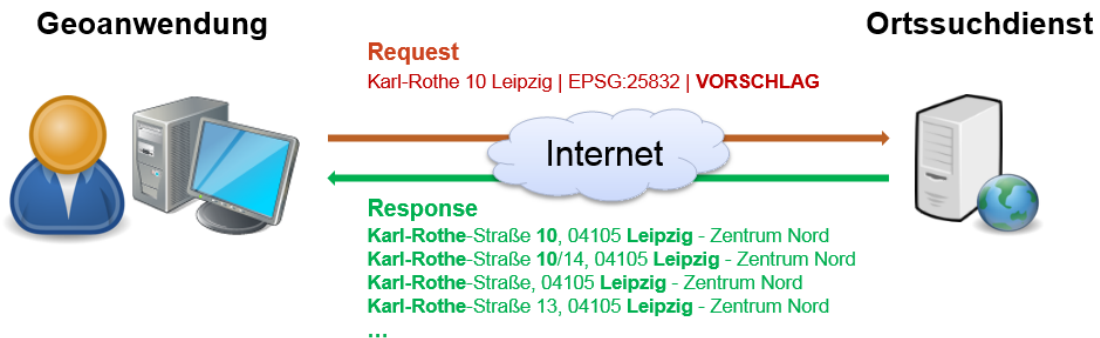 Geoanwendung
Ortssuchdienst
Request
Karl-Rothe 10 Leipzig | EPSG:25832 | VORSCHLAG
Internet
Response
Karl-Rothe-Straße 10, 04105 Leipzig - Zentrum Nord
Karl-Rothe-Straße 10/14, 04105 Leipzig - Zentrum Nord
Karl-Rothe-Straße, 04105 Leipzig - Zentrum Nord
Karl-Rothe-Straße 13, 04105 Leipzig - Zentrum Nord
...